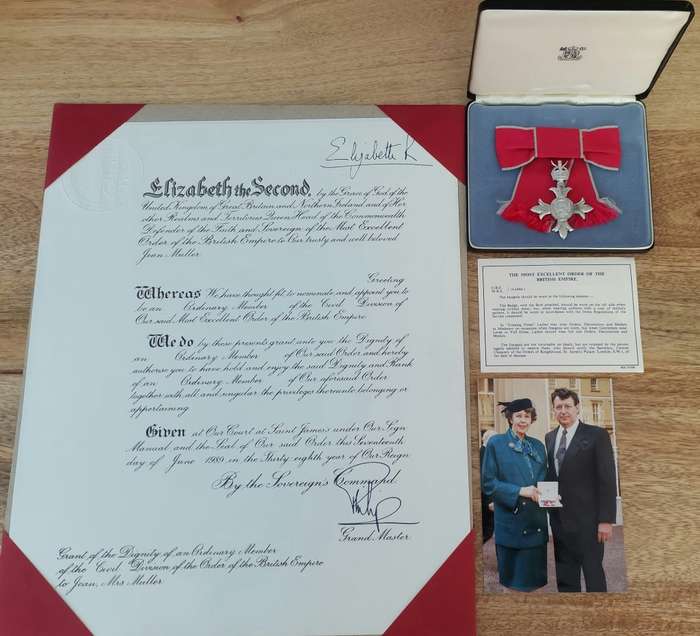 Elizabeth R
Elizabeth the Second, by the Grace of God of the
United Kingdom of Great Britain and Northern Ireland and of Her
other Realms and Territories Queen Head of the Commonwealth
Defender of the Faith and Sovereign of the Most Excellent
Order of the British Empire to Our trusty and well beloved
Jean Muller.
Greeting
Whereas We have thought fit to nominate and appoint you to
be an Ordinary Member of the Civil Division of
Our said Most Excellent Order of the British Empire
We do by these presents grant unto you the Dignity of
an Ordinary Member of Our said Order and hereby
authorise you to have hold and enjoy the said Dignity and Rank
of an Ordinary Member of Our aforesaid Order
together with all and singular the privileges thereunto belonging or
appertaining
Given at Our Court at Saint James's under Our Sign
Manual and the Seal of Our said Order this Seventeenth
day of June 1989 in the Thirty eighth year of Our Reign
By the Sovereign's Command.
Philip
Grand Master
Grant of the Dignity of an Ordinary Member
of the Civil Division of the Order of the British Empire
to Jean, Mrs Muller
THE MOST EXCELLENT ORDER OF THE
BRITISH EMPIRE